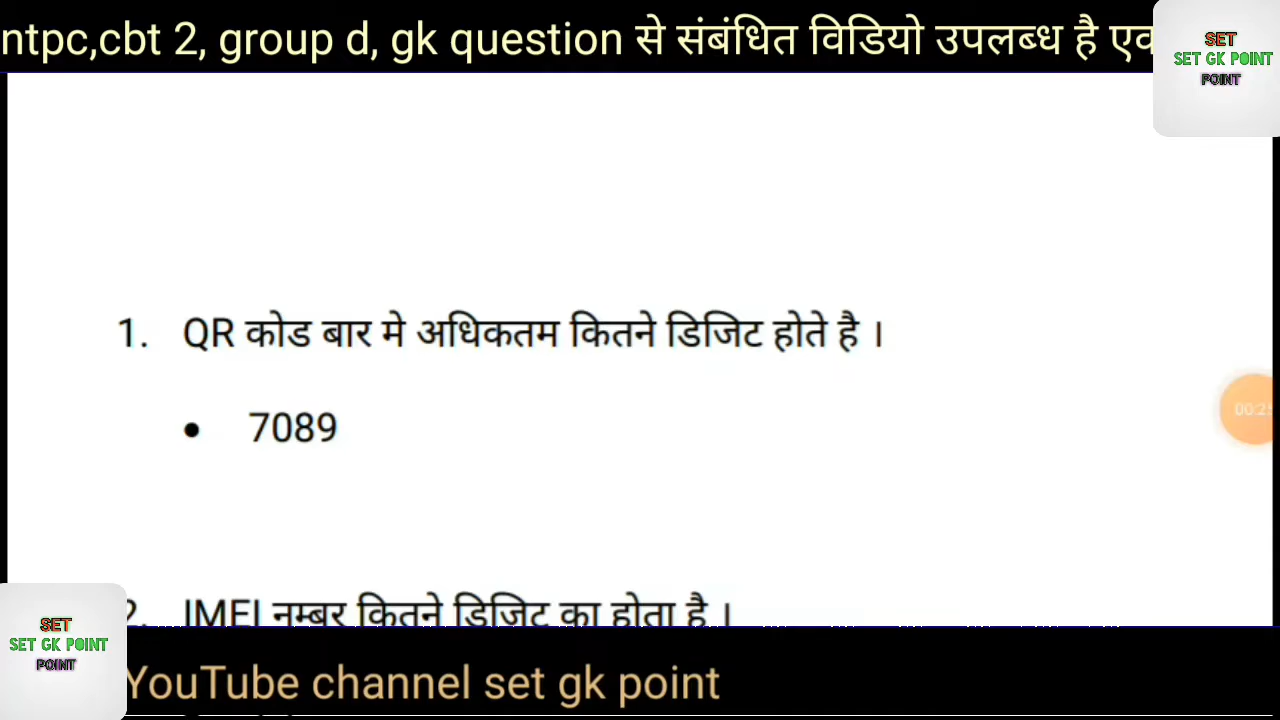 ntpc,cbt 2, group d, gk question से संबंधित विडियो उपलब्ध है एव
SET
SET GK POINT
POINT
1. QR कोड बार मे अधिकतम कितने डिजिट होते है ।
• 7089
2. IMEI नम्बर कितने डिजिट का होता है ।
SET
SET GK POINT
POINT
YouTube channel set gk point